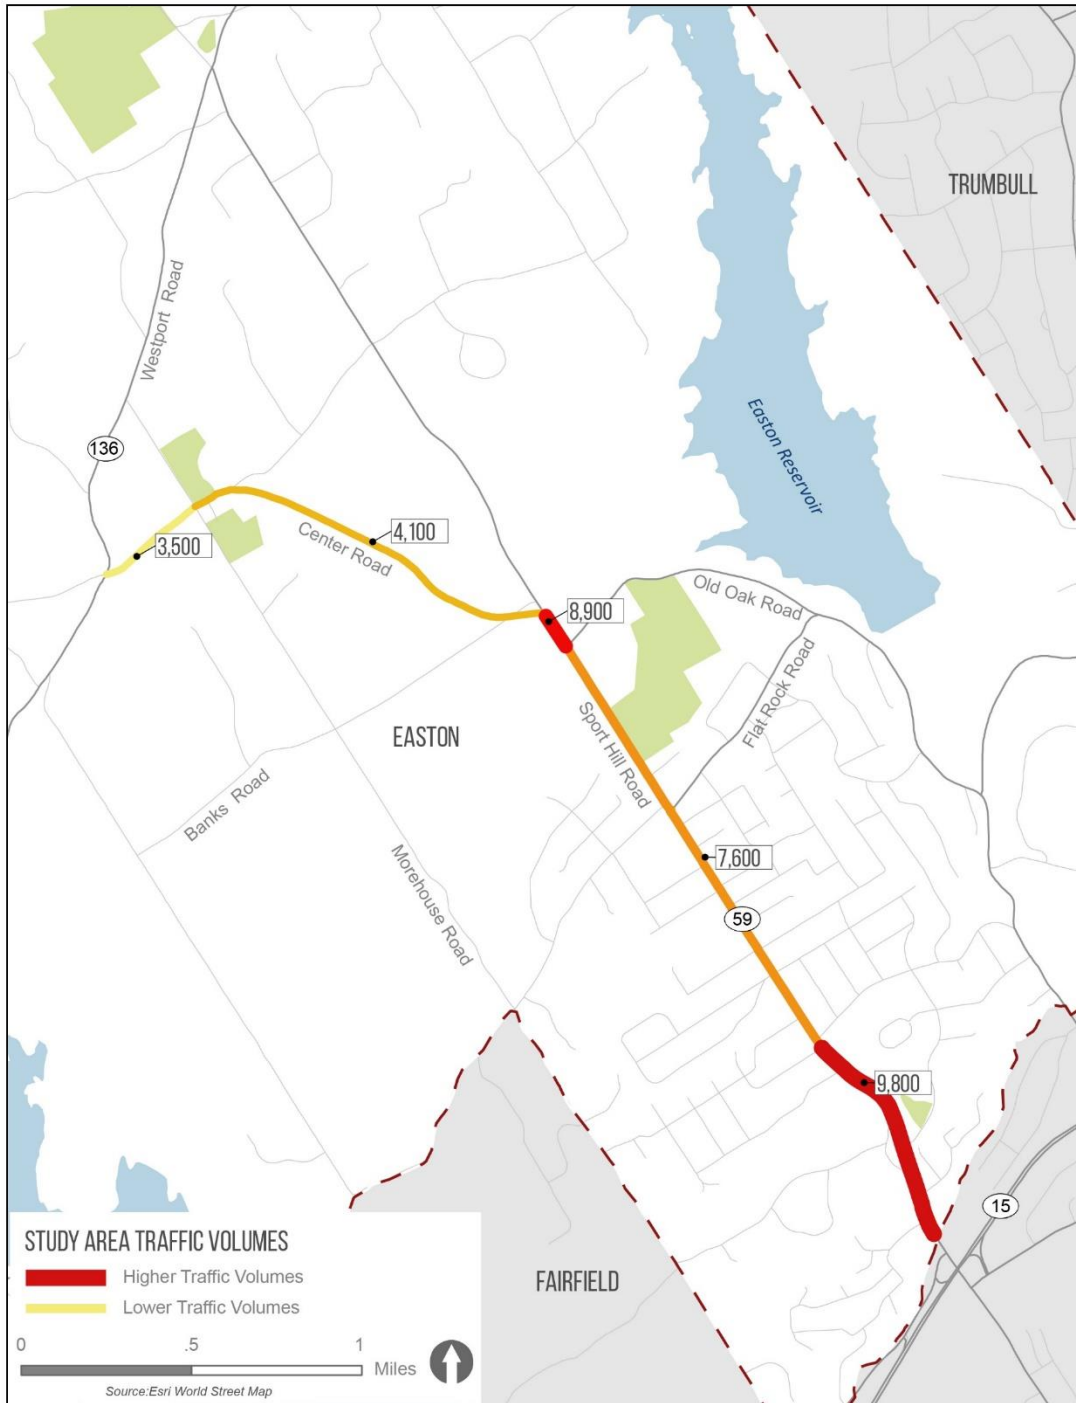 TRUMBULL
Westport Road
Easton Reservoir
136
4,100
3,500
Center Road
8,900
Old Oak Road
Flat Rock Road
EASTON
Sport Hill Road
Banks Road
7,600
Morehouse Road
59
9,800
15
FAIRFIELD
STUDY AREA TRAFFIC VOLUMES
Higher Traffic Volumes
Lower Traffic Volumes
0 .5 1
Miles
Source:Esri World Street Map